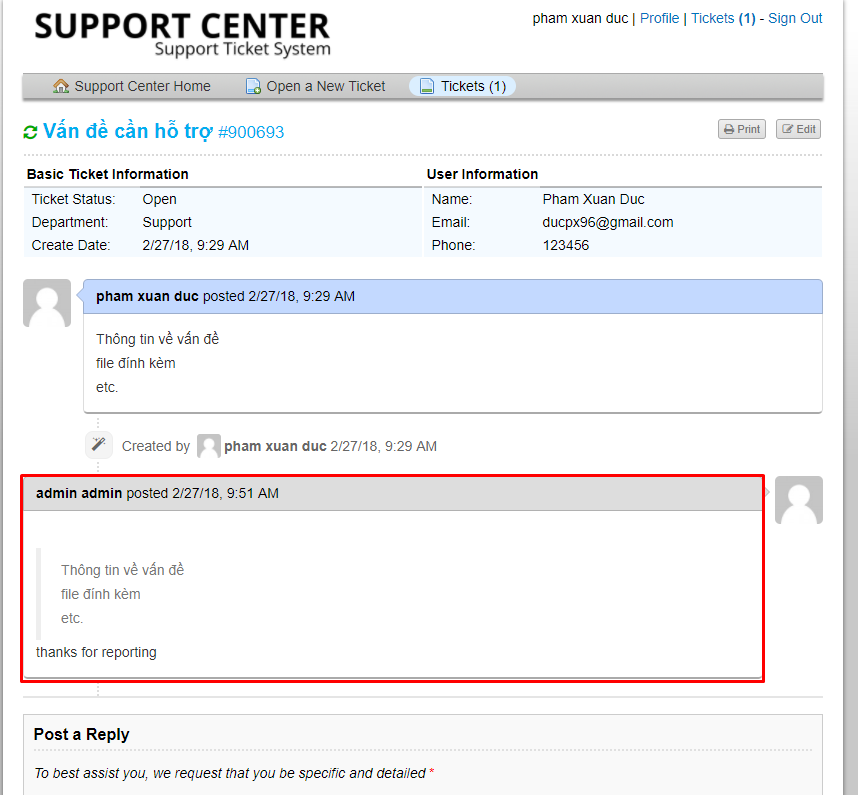 SUPPORT CENTER
Support Ticket System
pham xuan duc | Profile | Tickets (1) - Sign Out
Support Center Home Open a New Ticket Tickets (1)
Vấn đề cần hỗ trợ #900693
Print Edit
Basic Ticket Information
Ticket Status: Open
Department: Support
Create Date: 2/27/18, 9:29 AM
User Information
Name: Pham Xuan Duc
Email: ducpx96@gmail.com
Phone: 123456
pham xuan duc posted 2/27/18, 9:29 AM
Thông tin về vấn đề
file đính kèm
etc.
Created by pham xuan duc 2/27/18, 9:29 AM
admin admin posted 2/27/18, 9:51 AM
Thông tin về vấn đề
file đính kèm
etc.
thanks for reporting
Post a Reply
To best assist you, we request that you be specific and detailed *